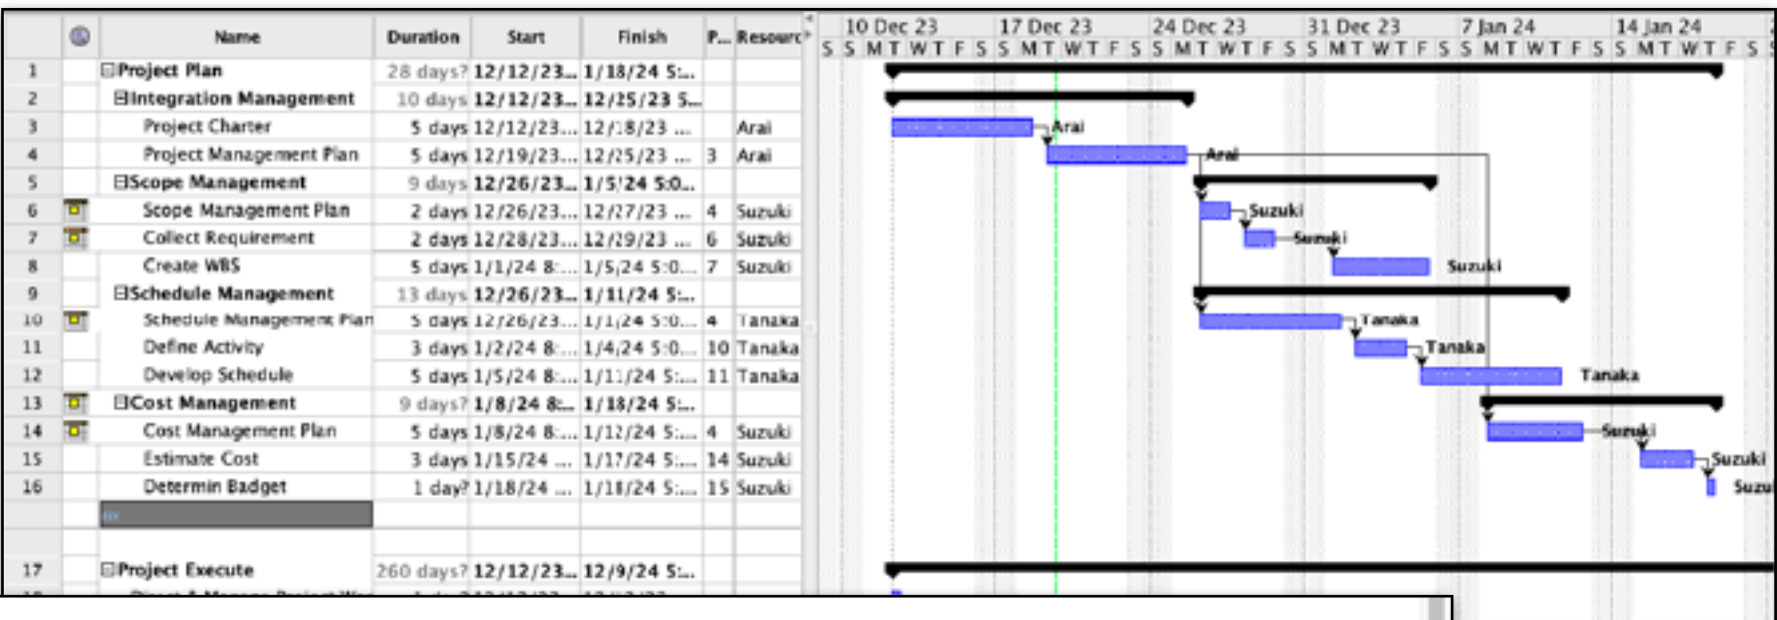 Name Duration Start Finish P... Resourc
10 Dec 23 17 Dec 23 24 Dec 23 31 Dec 23 7 Jan 24 14 Jan 24
S S M T W T F S S M T W T F S S M T W T F S S M T W T F S S M T W T F S S M T W T F S S
1 Project Plan 28 days? 12/12/23... 1/18/24 5:...
2 Integration Management 10 days 12/12/23... 12/25/23 5...
3 Project Charter 5 days 12/12/23... 12/18/23 ... Arai Arai
4 Project Management Plan 5 days 12/19/23... 12/25/23 ... 3 Arai Arai
5 Scope Management 9 days 12/26/23... 1/5/24 5:0...
6 Scope Management Plan 2 days 12/26/23... 12/27/23 ... 4 Suzuki Suzuki
7 Collect Requirement 2 days 12/28/23... 12/29/23 ... 6 Suzuki Suzuki
8 Create WBS 5 days 1/1/24 8:... 1/5/24 5:0... 7 Suzuki Suzuki
9 Schedule Management 13 days 12/26/23... 1/11/24 5:...
10 Schedule Management Plan 5 days 12/26/23... 1/1/24 5:0... 4 Tanaka Tanaka
11 Define Activity 3 days 1/2/24 8:... 1/4/24 5:0... 10 Tanaka Tanaka
12 Develop Schedule 5 days 1/5/24 8:... 1/11/24 5:... 11 Tanaka Tanaka
13 Cost Management 9 days? 1/8/24 8:... 1/18/24 5:...
14 Cost Management Plan 5 days 1/8/24 8:... 1/12/24 5:... 4 Suzuki Suzuki
15 Estimate Cost 3 days 1/15/24 ... 1/17/24 5:... 14 Suzuki Suzuki
16 Determin Badget 1 day? 1/18/24 ... 1/18/24 5:... 15 Suzuki Suzu
17 Project Execute 260 days? 12/12/23... 12/9/24 5:...